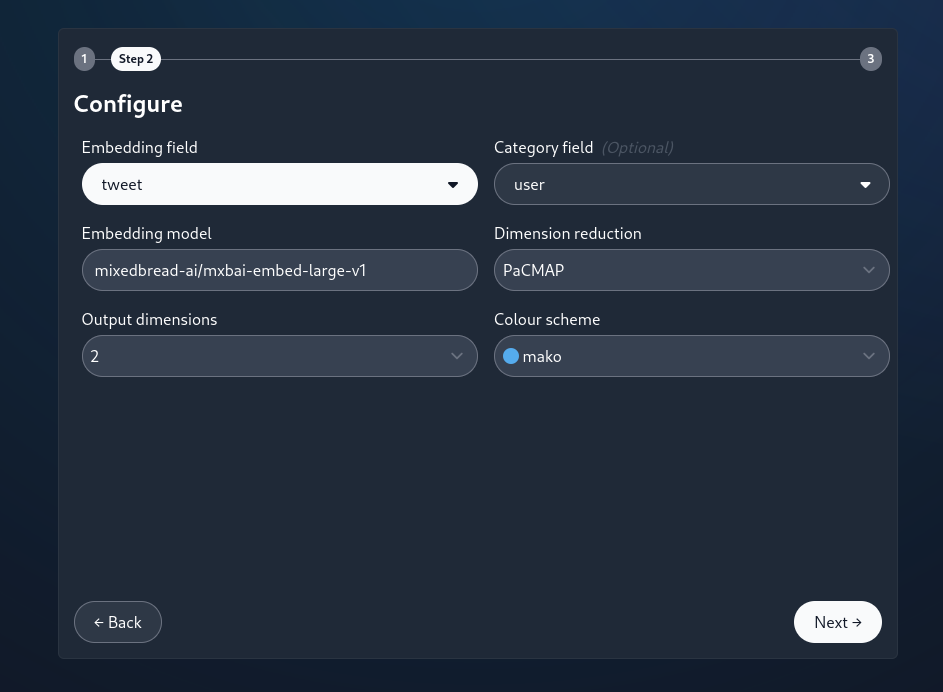 1 Step 2 3
Configure
Embedding field Category field (Optional)
tweet user
Embedding model Dimension reduction
mixedbread-ai/mxbai-embed-large-v1 PaCMAP
Output dimensions Colour scheme
2 mako
← Back Next →